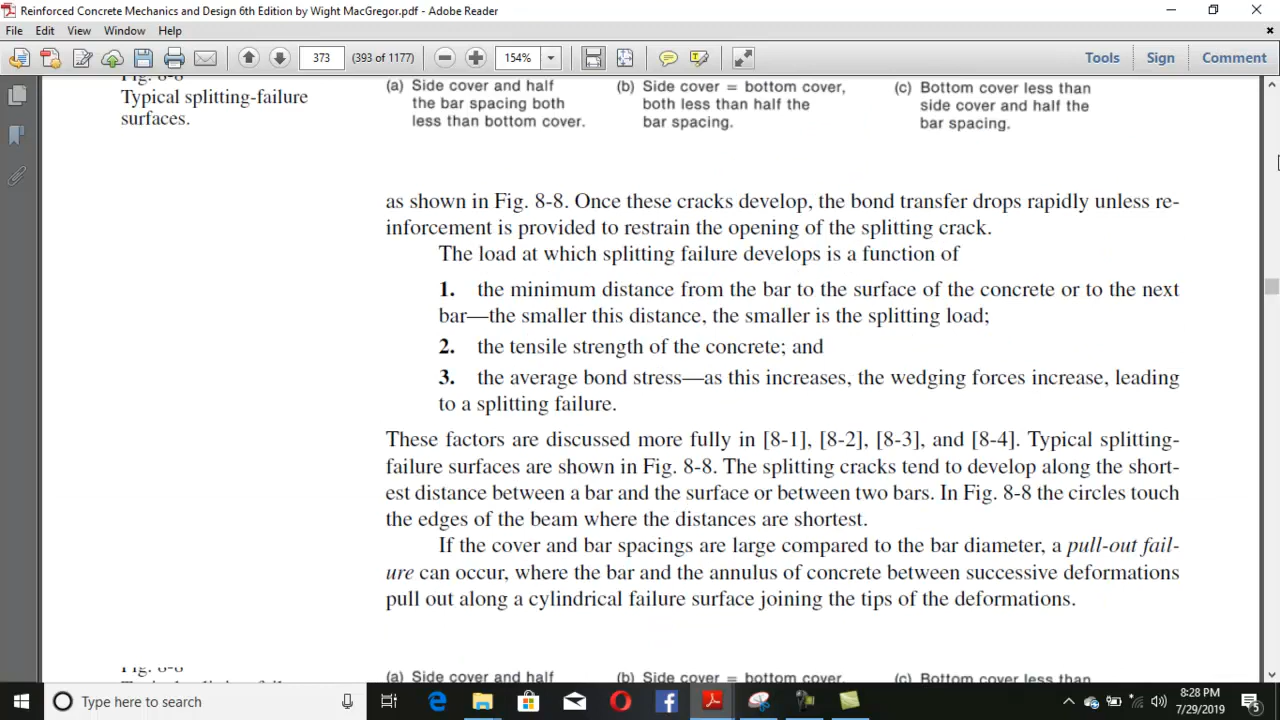 Reinforced Concrete Mechanics and Design 6th Edition by Wight MacGregor.pdf - Adobe Reader
File Edit View Window Help
373 (393 of 1177) 154% Tools Sign Comment
Fig. 8-8
Typical splitting-failure
surfaces.
(a) Side cover and half
the bar spacing both
less than bottom cover.
(b) Side cover = bottom cover,
both less than half the
bar spacing.
(c) Bottom cover less than
side cover and half the
bar spacing.
as shown in Fig. 8-8. Once these cracks develop, the bond transfer drops rapidly unless re-
inforcement is provided to restrain the opening of the splitting crack.
The load at which splitting failure develops is a function of
1. the minimum distance from the bar to the surface of the concrete or to the next
bar—the smaller this distance, the smaller is the splitting load;
2. the tensile strength of the concrete; and
3. the average bond stress—as this increases, the wedging forces increase, leading
to a splitting failure.
These factors are discussed more fully in [8-1], [8-2], [8-3], and [8-4]. Typical splitting-
failure surfaces are shown in Fig. 8-8. The splitting cracks tend to develop along the short-
est distance between a bar and the surface or between two bars. In Fig. 8-8 the circles touch
the edges of the beam where the distances are shortest.
If the cover and bar spacings are large compared to the bar diameter, a pull-out fail-
ure can occur, where the bar and the annulus of concrete between successive deformations
pull out along a cylindrical failure surface joining the tips of the deformations.
Fig. 8-8
(a) Side cover and half
(b) Side cover = bottom cover,
(c) Bottom cover less than
Type here to search
8:28 PM
7/29/2019
5